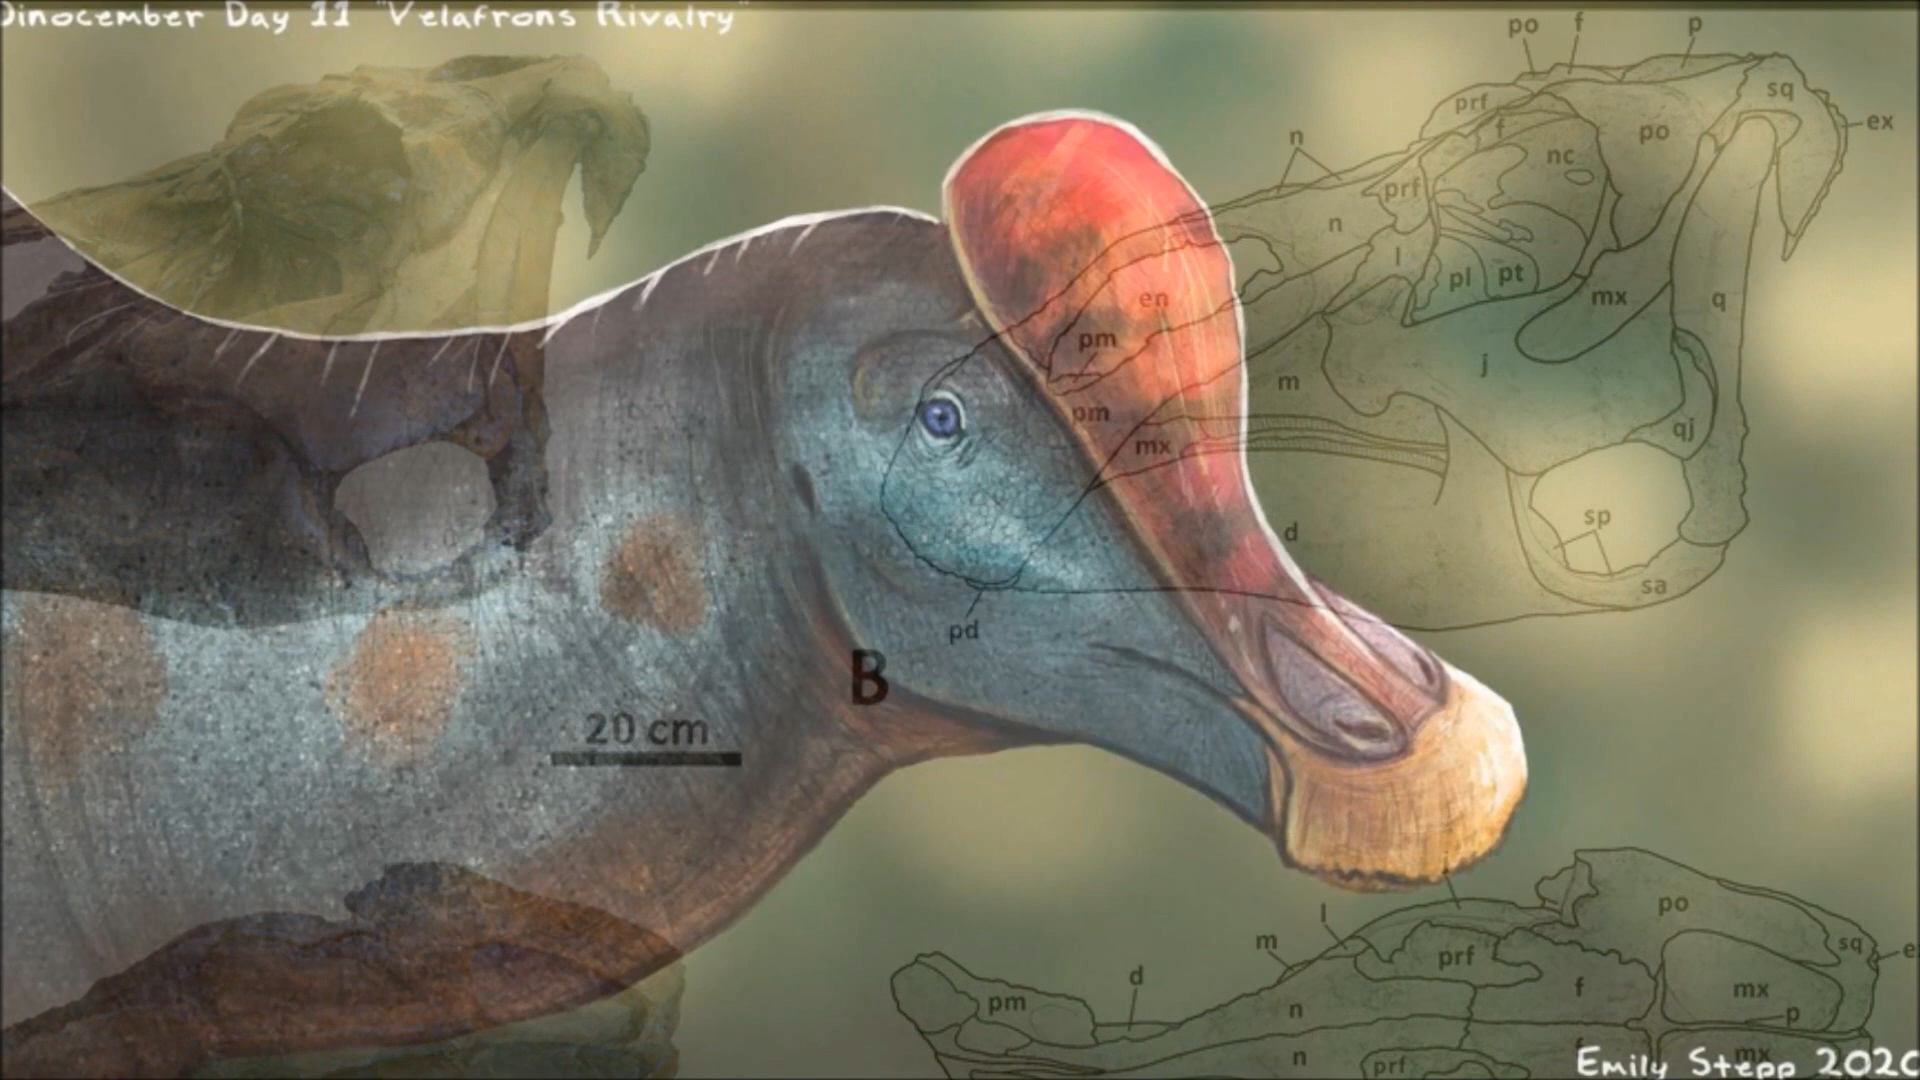 Dinocember Day 11 "Velafrons Rivalry"
po f p
sq
prf
ex
f
po
n
nc
prf
n
l
pl pt
en
mx
q
pm
j
m
pm
qj
mx
sp
d
sa
pd
B
20 cm
l
po
m
prf
sq
e
d
f
mx
pm
n
p
f
n
mx
prf
Emily Stepp 2020